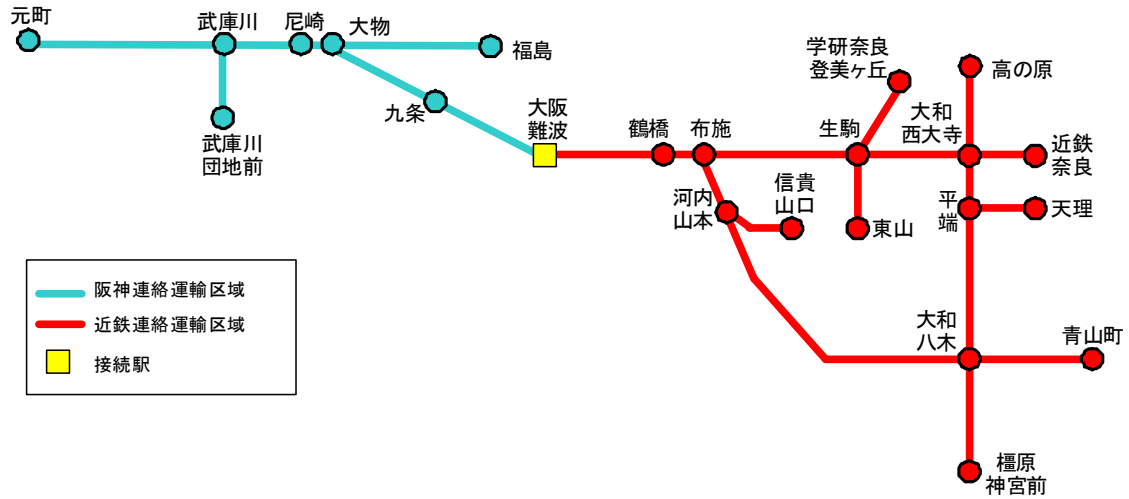 元町
武庫川
尼崎
大物
福島
武庫川
団地前
九条
大阪
難波
鶴橋
布施
生駒
学研奈良
登美ヶ丘
大和
西大寺
高の原
近鉄
奈良
河内
山本
信貴
山口
東山
平
端
天理
大和
八木
青山町
橿原
神宮前
阪神連絡運輸区域
近鉄連絡運輸区域
接続駅